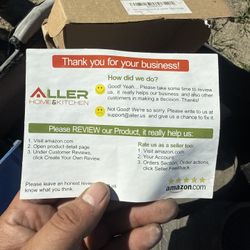 Thank you for your business!
ALLER
HOME&KITCHEN
How did we do?
Good! Yeah... Please take some time to review
us, it really helps our business and also other
customers in making a decision. Thanks!
Not Good! We're so sorry. Please write to us at
support@aller.us and give us a chance to fix it.
Please REVIEW our Product, it really help us:
1. Visit amazon.com
2. Open product detail page
3. Under Customer Reviews,
click Create Your Own Review.
Rate us as a seller too:
1. Visit amazon.com
2. Your Account
3. Orders Section, Order actions,
click Seller Feedback.
Please leave an honest review
know what you think.
amazon.com